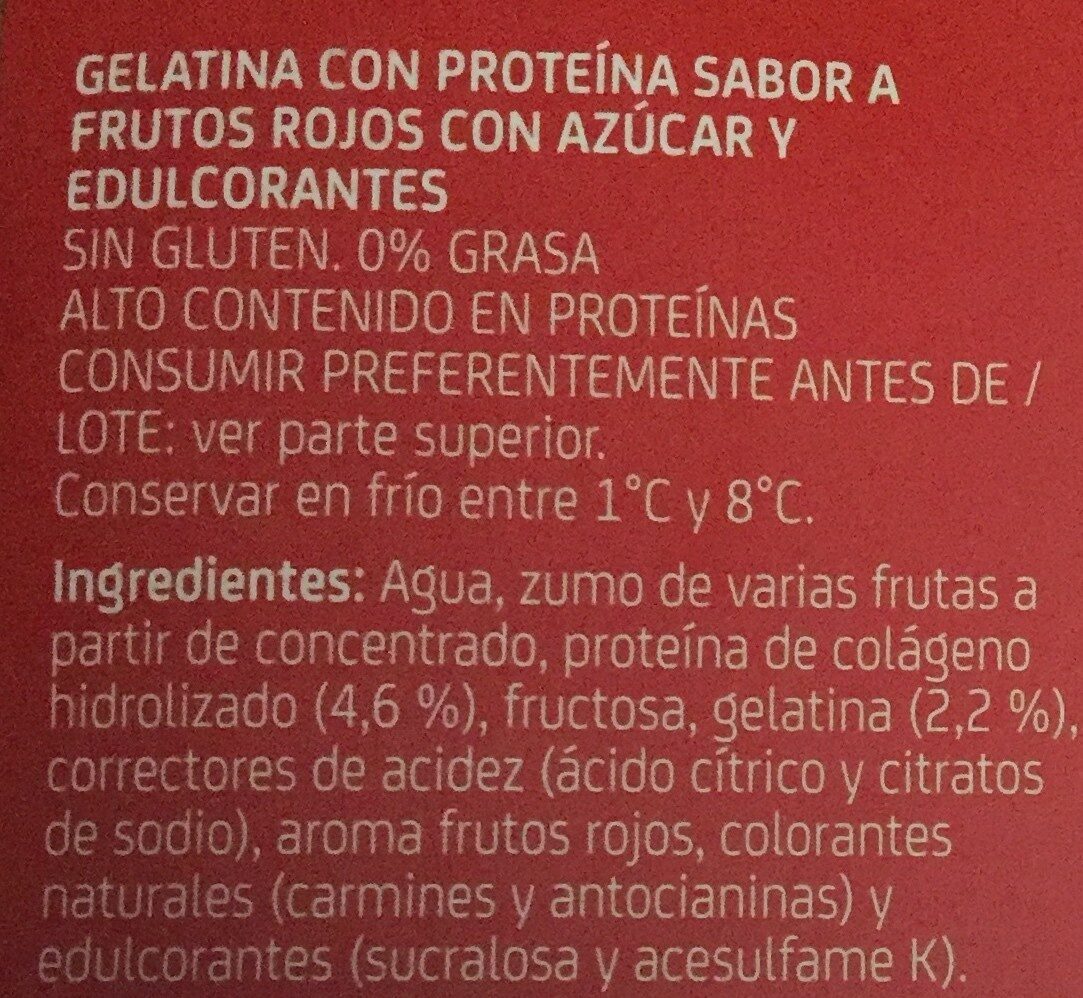 GELATINA CON PROTEÍNA SABOR A
FRUTOS ROJOS CON AZÚCAR Y
EDULCORANTES
SIN GLUTEN. 0% GRASA
ALTO CONTENIDO EN PROTEÍNAS
CONSUMIR PREFERENTEMENTE ANTES DE /
LOTE: ver parte superior.
Conservar en frío entre 1°C y 8°C.
Ingredientes: Agua, zumo de varias frutas a
partir de concentrado, proteína de colágeno
hidrolizado (4,6 %), fructosa, gelatina (2,2 %),
correctores de acidez (ácido cítrico y citratos
de sodio), aroma frutos rojos, colorantes
naturales (carmines y antocianinas) y
edulcorantes (sucralosa y acesulfame K).